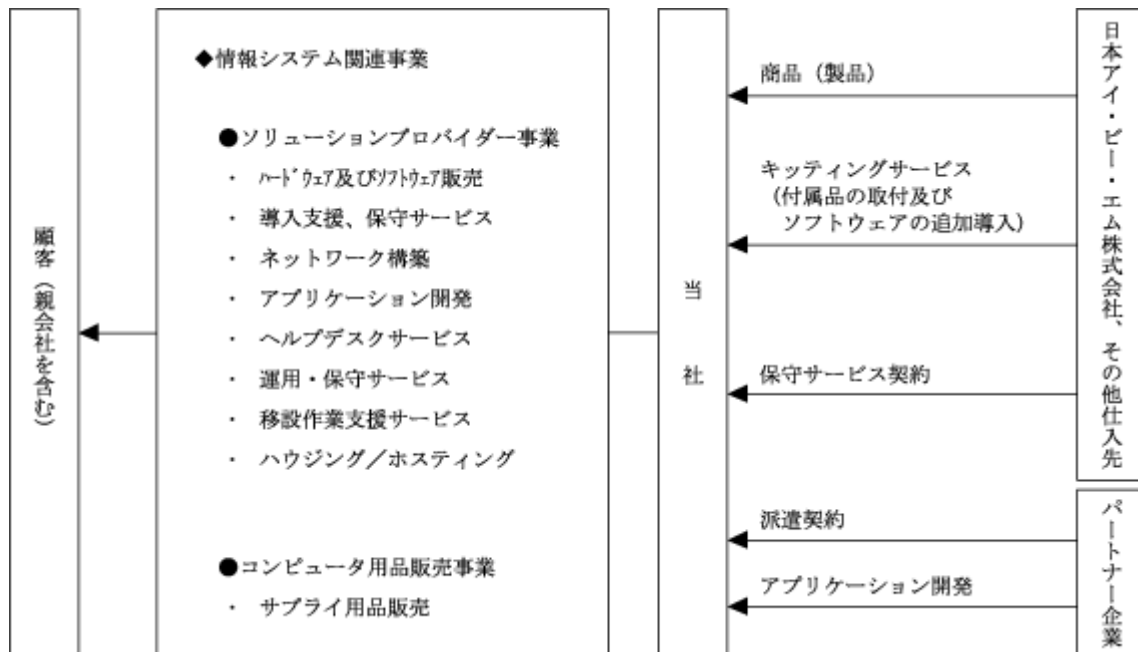 顧客（親会社を含む）
◆情報システム関連事業
●ソリューションプロバイダー事業
・ ﾊｰﾄﾞｳｪｱ及びｿﾌﾄｳｪｱ販売
・ 導入支援、保守サービス
・ ネットワーク構築
・ アプリケーション開発
・ ヘルプデスクサービス
・ 運用・保守サービス
・ 移設作業支援サービス
・ ハウジング／ホスティング
●コンピュータ用品販売事業
・ サプライ用品販売
当社
商品（製品）
キッティングサービス
（付属品の取付及び
ソフトウェアの追加導入）
保守サービス契約
派遣契約
アプリケーション開発
日本アイ・ビー・エム株式会社、その他仕入先
パートナー企業